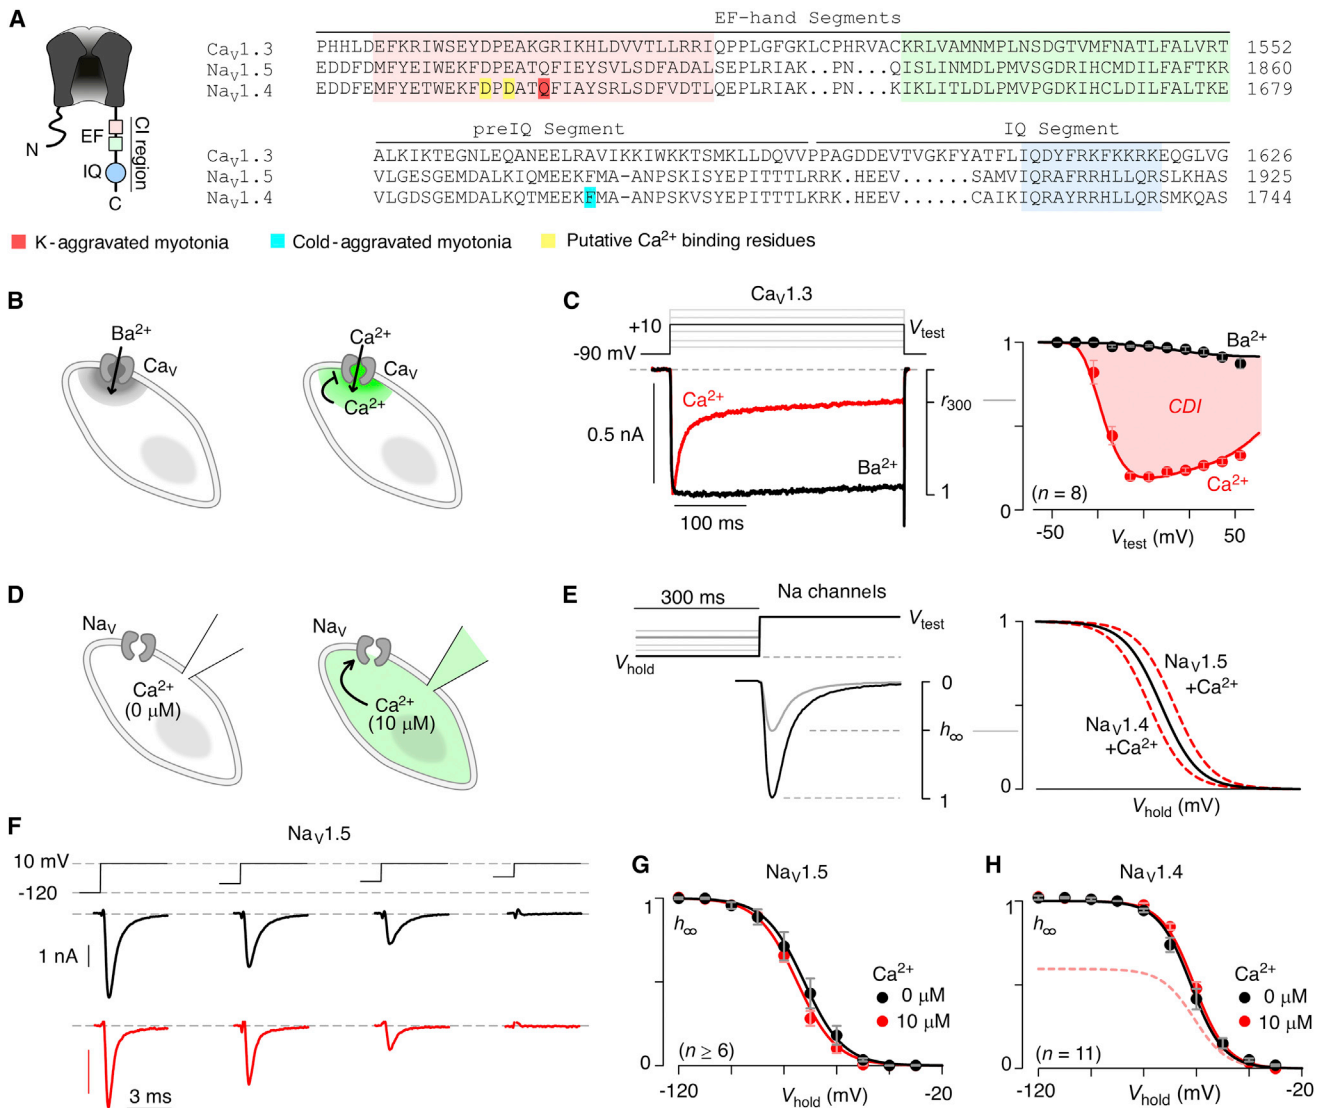 A
EF-hand Segments
CaV1.3 PHHLDEFKRIWSEYDPEAKGRIKHLDVVTLLRRIQPPLGFGKLCPHRVACKRLVAMNMPLNSDGTVMFNATLFALVRT 1552
NaV1.5 EDDFDMFYEIWEKFDPEATQFIEYSVLSDFADALSEPLRIAK..PN...QISLINMDLPMVSGDRIHCMDILFAFTKR 1860
NaV1.4 EDDFEMFYETWEKFDPDATQFIAYSRLSDFVDTLQEPLRIAK..PN...KIKLITLDLPMVPGDKIHCLDILFALTKE 1679
preIQ Segment IQ Segment
CaV1.3 ALKIKTEGNLEQANEELRAVIKKIWKKTSMKLLDQVVPPAGDDEVTVGKFYATFLIQDYFRKFKKRKEQGLVG 1626
NaV1.5 VLGESGEMDALKIQMEEKFMA-ANPSKISYEPITTTLRRK.HEEV......SAMVIQRAFRRHLLQRSLKHAS 1925
NaV1.4 VLGDSGEMDALKQTMEEKFMA-ANPSKVSYEPITTTLKRK.HEEV......CAIKIQRAYRRHLLQRSMKQAS 1744
N
EF
IQ
CI region
C
K-aggravated myotonia Cold-aggravated myotonia Putative Ca2+ binding residues
B
Ba2+
CaV
Ca2+
CaV
Ca2+
C
CaV1.3
+10
-90 mV
Vtest
Ca2+
0.5 nA
Ba2+
r300
1
100 ms
1
0
Ba2+
CDI
Ca2+
(n = 8)
-50
Vtest (mV)
50
D
NaV
Ca2+
(0 μM)
NaV
Ca2+
(10 μM)
E
300 ms
Na channels
Vtest
Vhold
0
h∞
1
1
0
NaV1.5
+Ca2+
NaV1.4
+Ca2+
Vhold (mV)
F
NaV1.5
10 mV
-120
1 nA
3 ms
G
NaV1.5
1
h∞
Ca2+
0 μM
10 μM
0
(n ≥ 6)
-120
Vhold (mV)
-20
H
NaV1.4
1
h∞
Ca2+
0 μM
10 μM
0
(n = 11)
-120
Vhold (mV)
-20